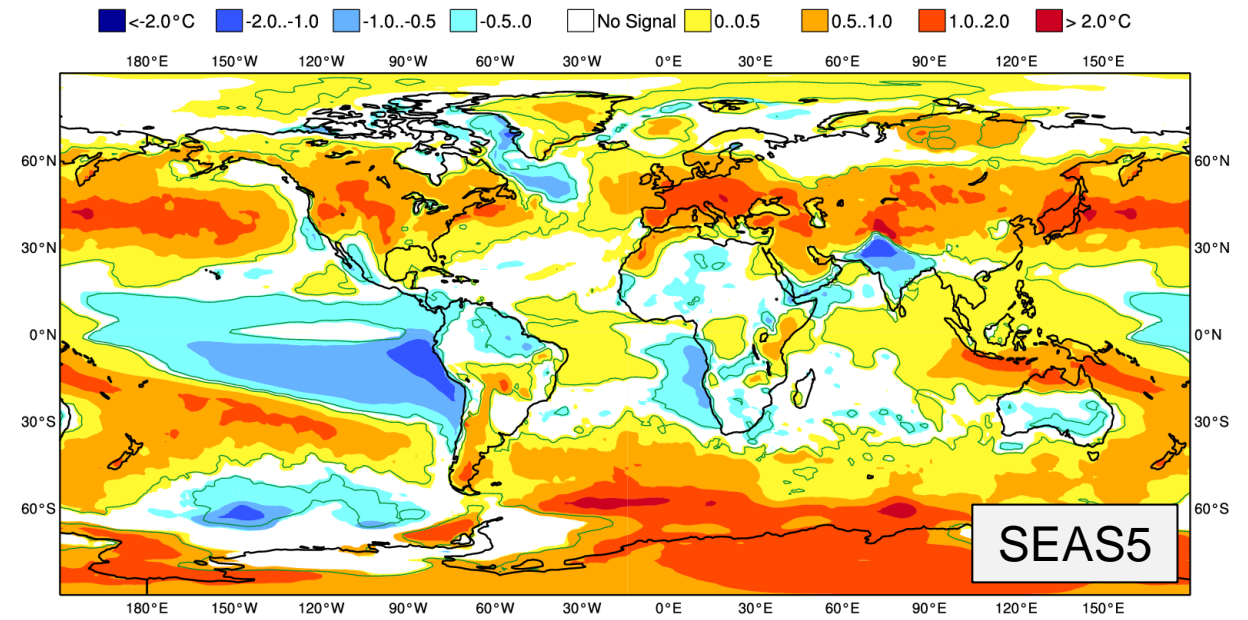 <-2.0°C -2.0..-1.0 -1.0..-0.5 -0.5..0 No Signal 0..0.5 0.5..1.0 1.0..2.0 > 2.0°C
180°E 150°W 120°W 90°W 60°W 30°W 0°E 30°E 60°E 90°E 120°E 150°E
60°N 60°N
30°N 30°N
0°N 0°N
30°S 30°S
60°S 60°S
SEAS5
180°E 150°W 120°W 90°W 60°W 30°W 0°E 30°E 60°E 90°E 120°E 150°E